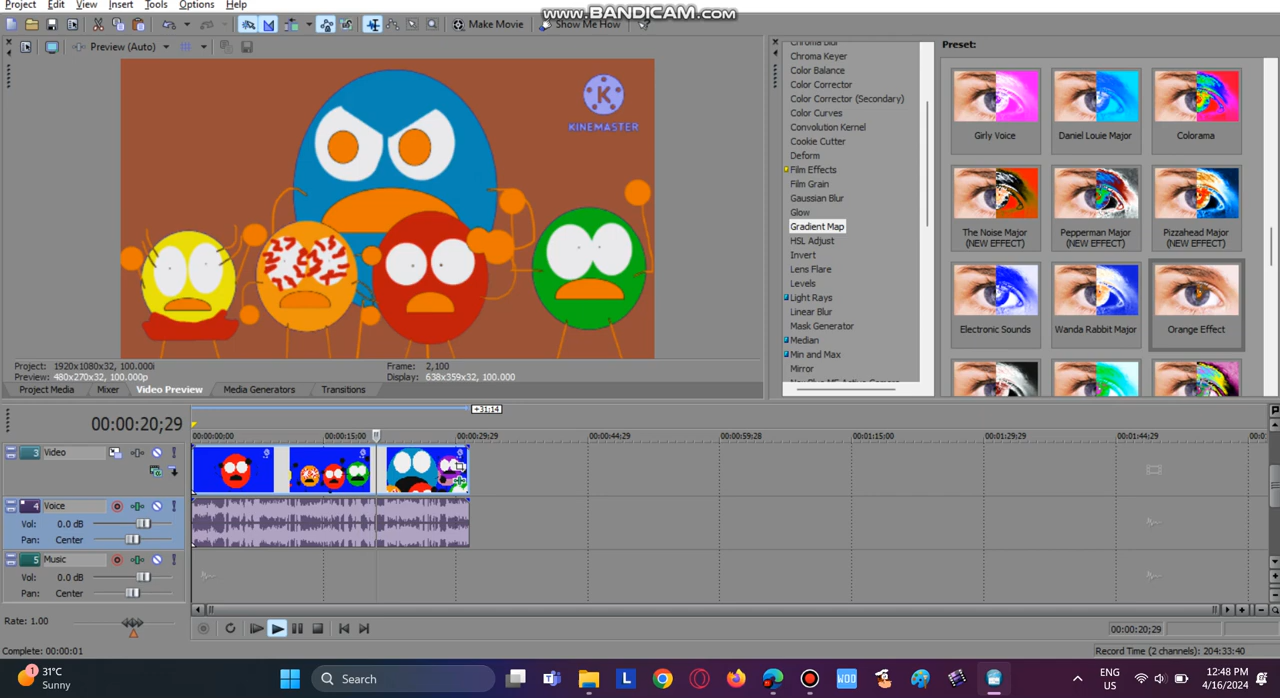 Project Edit View Insert Tools Options Help
www.BANDICAM.com
Make Movie Show Me How
Preview (Auto)
K
KINEMASTER
Project: 1920x1080x32, 100.000i
Preview: 480x270x32, 100.000p
Frame: 2,100
Display: 638x359x32, 100.000
Project Media Mixer Video Preview Media Generators Transitions
Chroma Blur
Chroma Keyer
Color Balance
Color Corrector
Color Corrector (Secondary)
Color Curves
Convolution Kernel
Cookie Cutter
Deform
Film Effects
Film Grain
Gaussian Blur
Glow
Gradient Map
HSL Adjust
Invert
Lens Flare
Levels
Light Rays
Linear Blur
Mask Generator
Median
Min and Max
Mirror
Preset:
Girly Voice
Daniel Louie Major
Colorama
The Noise Major
(NEW EFFECT)
Pepperman Major
(NEW EFFECT)
Pizzahead Major
(NEW EFFECT)
Electronic Sounds
Wanda Rabbit Major
Orange Effect
00:00:20;29
+31:14
00:00:00;00 00:00:15;00 00:00:29;29 00:00:44;29 00:00:59;28 00:01:15;00 00:01:29;29 00:01:44;29 00:0
3 Video
4 Voice
Vol: 0.0 dB
Pan: Center
5 Music
Vol: 0.0 dB
Pan: Center
Rate: 1.00
00:00:20;29
Complete: 00:00:01
Record Time (2 channels): 204:33:40
1
31°C
Sunny
Search
L
WOO
ENG
US
12:48 PM
4/16/2024